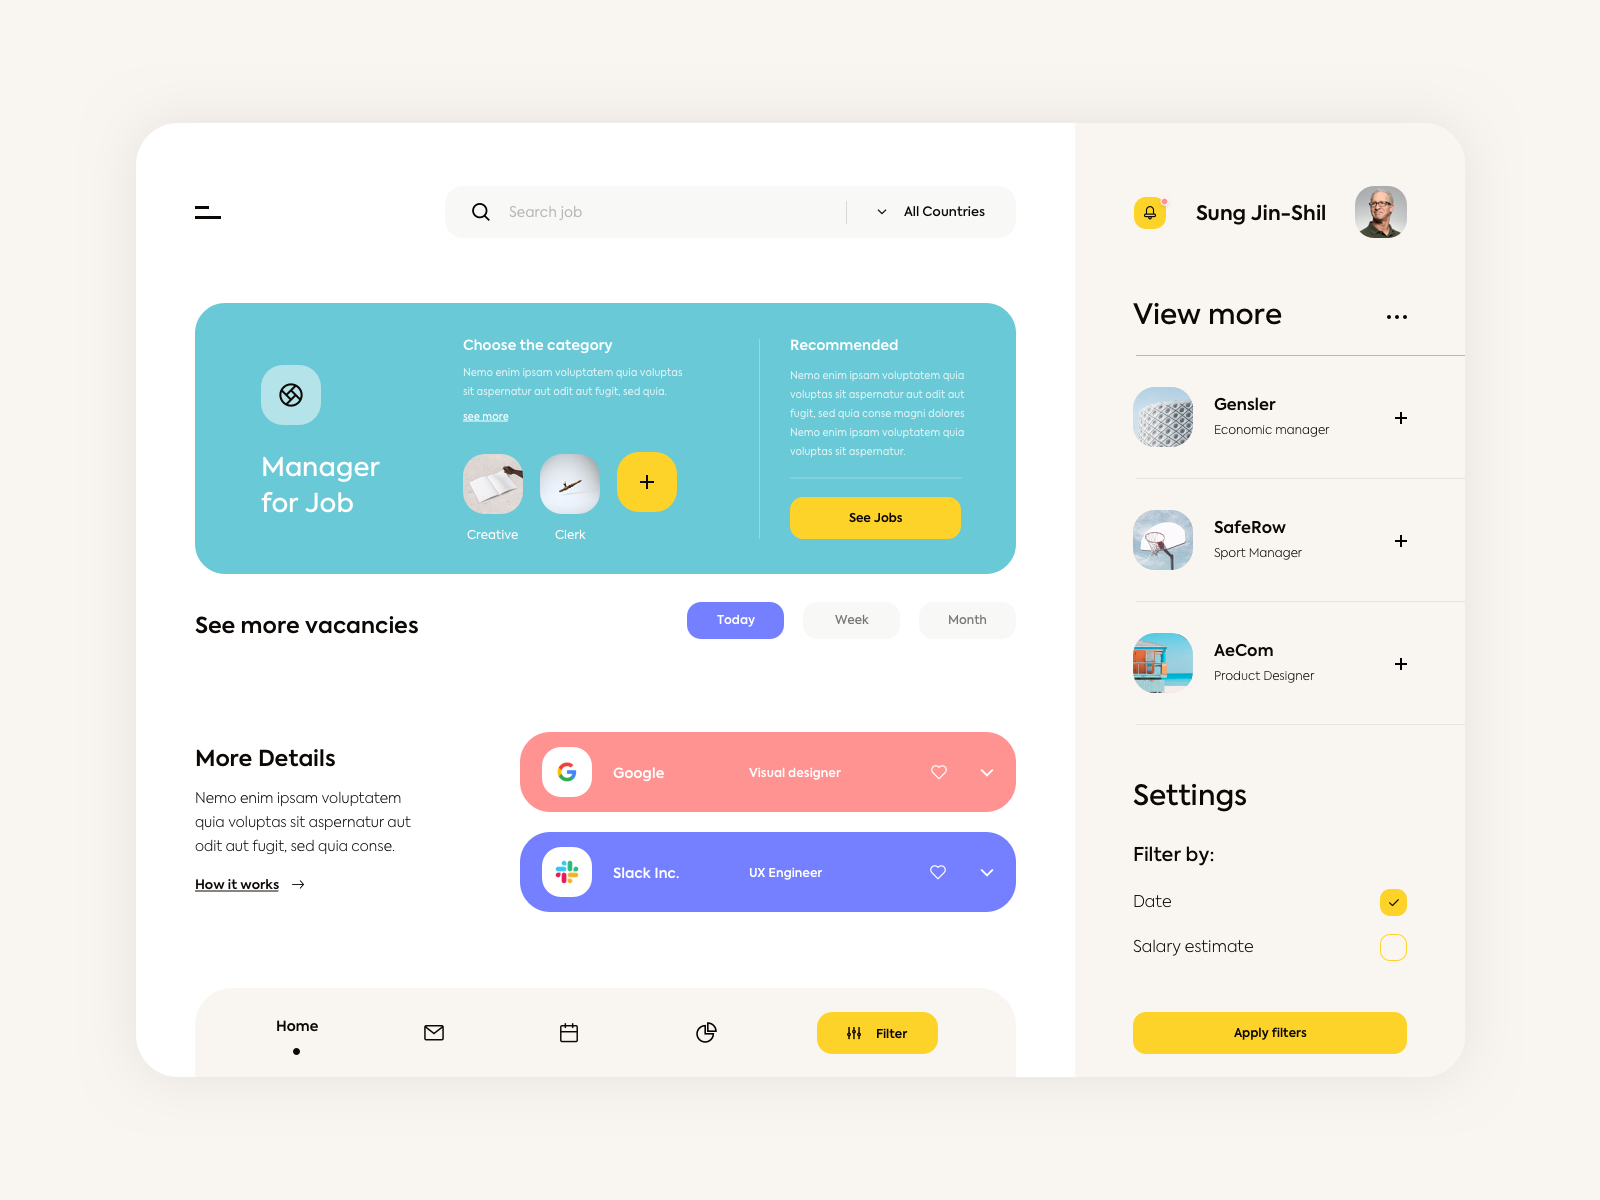 Search job
All Countries
Sung Jin-Shil
Manager
for Job
Choose the category
Nemo enim ipsam voluptatem quia voluptas
sit aspernatur aut odit aut fugit, sed quia.
see more
Creative
Clerk
Recommended
Nemo enim ipsam voluptatem quia
voluptas sit aspernatur aut odit aut
fugit, sed quia conse magni dolores
Nemo enim ipsam voluptatem quia
voluptas sit aspernatur.
See Jobs
See more vacancies
Today
Week
Month
More Details
Nemo enim ipsam voluptatem
quia voluptas sit aspernatur aut
odit aut fugit, sed quia conse.
How it works
Google
Visual designer
Slack Inc.
UX Engineer
Home
Filter
View more
Gensler
Economic manager
SafeRow
Sport Manager
AeCom
Product Designer
Settings
Filter by:
Date
Salary estimate
Apply filters